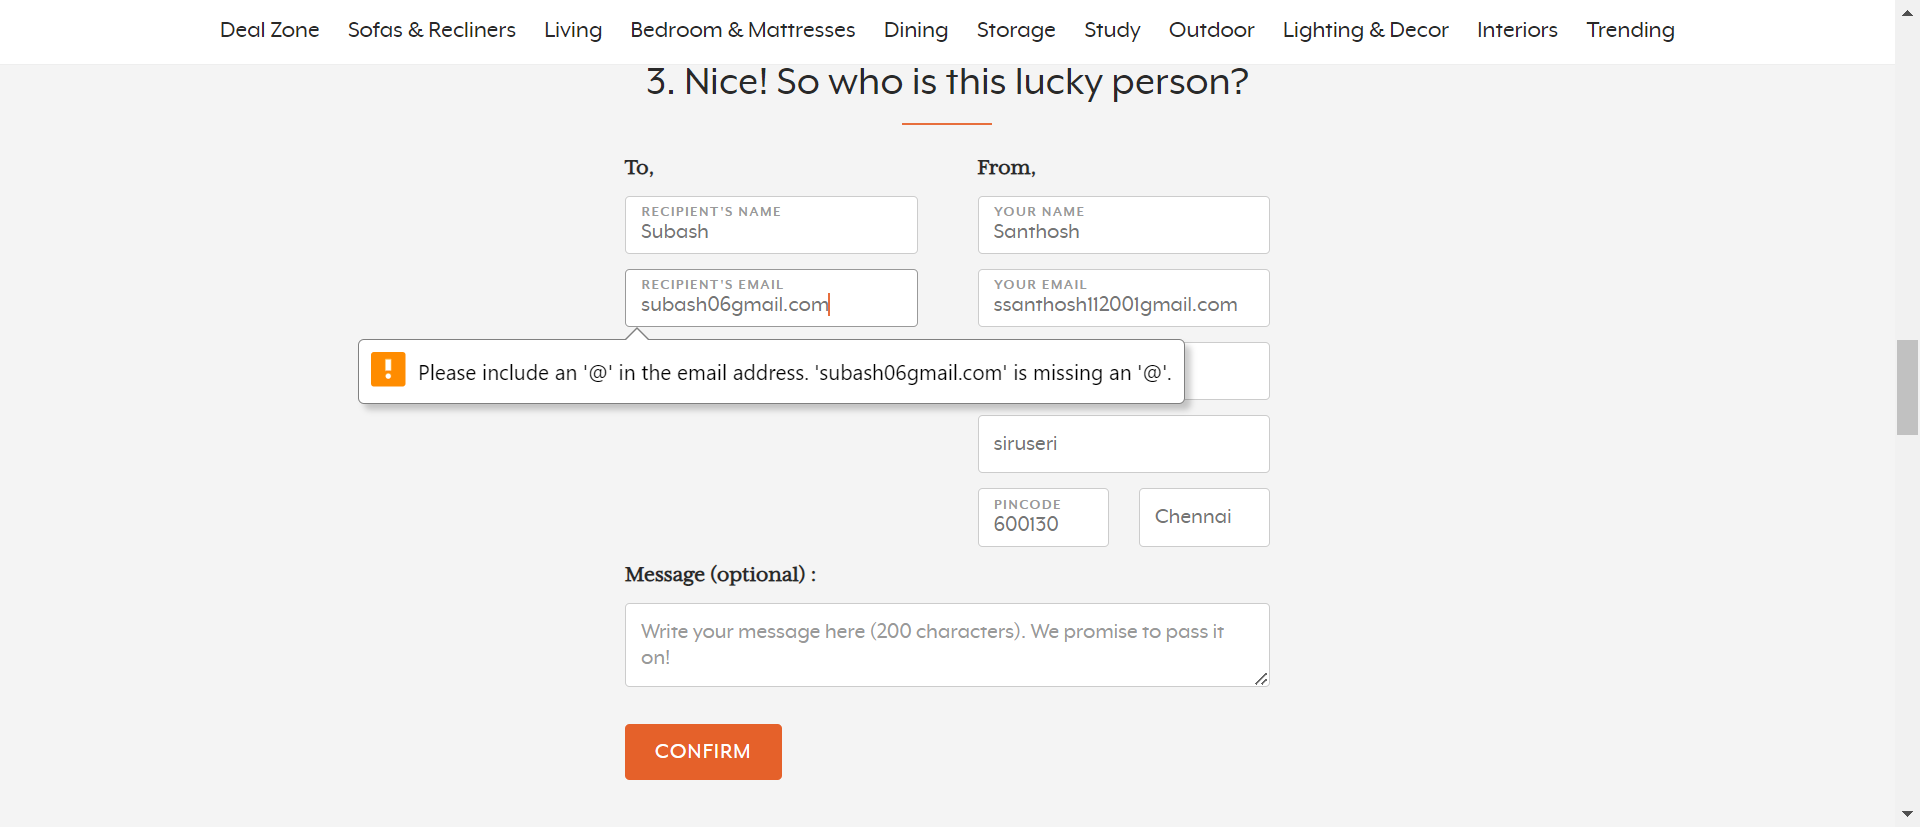 Deal Zone Sofas & Recliners Living Bedroom & Mattresses Dining Storage Study Outdoor Lighting & Decor Interiors Trending
3. Nice! So who is this lucky person?
To,
From,
RECIPIENT'S NAME
Subash
YOUR NAME
Santhosh
RECIPIENT'S EMAIL
subash06gmail.com
YOUR EMAIL
ssanthosh112001gmail.com
Please include an '@' in the email address. 'subash06gmail.com' is missing an '@'.
siruseri
PINCODE
600130
Chennai
Message (optional) :
Write your message here (200 characters). We promise to pass it
on!
CONFIRM